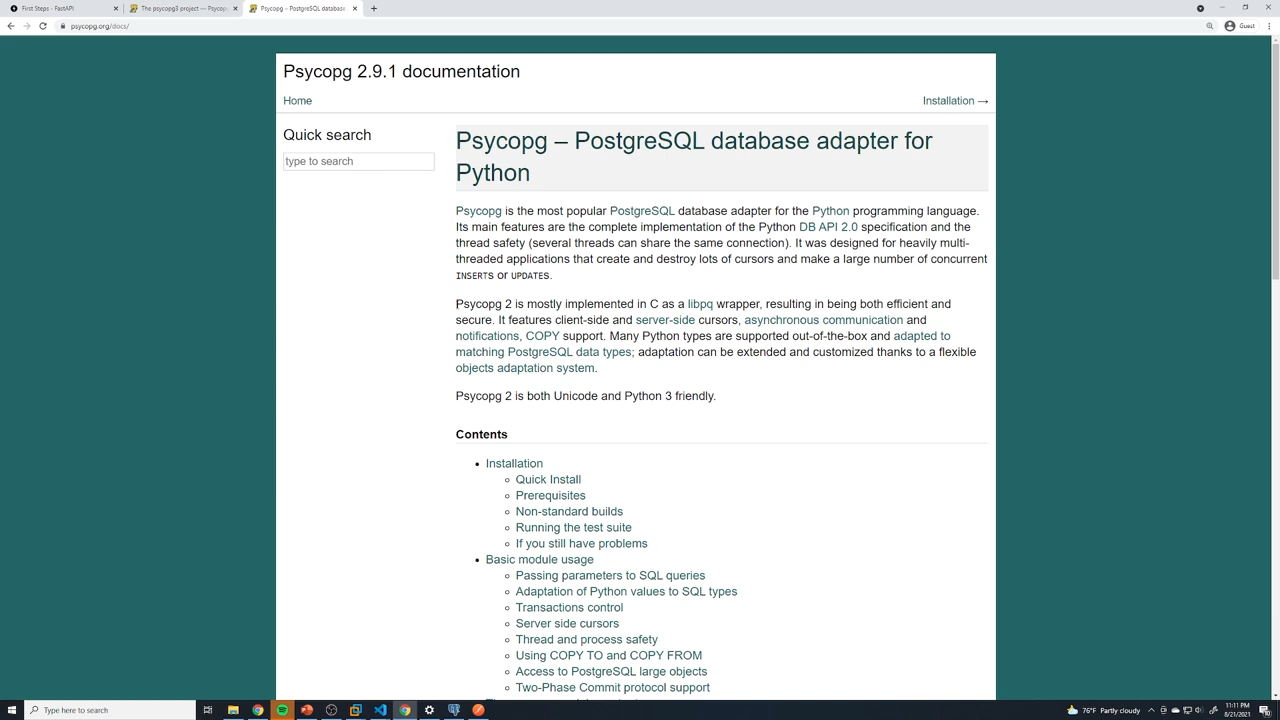 First Steps - FastAPI
The psycopg3 project — Psycop
Psycopg – PostgreSQL database
psycopg.org/docs/
Guest
Psycopg 2.9.1 documentation
Home
Installation →
Quick search
type to search
Psycopg – PostgreSQL database adapter for
Python
Psycopg is the most popular PostgreSQL database adapter for the Python programming language.
Its main features are the complete implementation of the Python DB API 2.0 specification and the
thread safety (several threads can share the same connection). It was designed for heavily multi-
threaded applications that create and destroy lots of cursors and make a large number of concurrent
INSERTs or UPDATEs.
Psycopg 2 is mostly implemented in C as a libpq wrapper, resulting in being both efficient and
secure. It features client-side and server-side cursors, asynchronous communication and
notifications, COPY support. Many Python types are supported out-of-the-box and adapted to
matching PostgreSQL data types; adaptation can be extended and customized thanks to a flexible
objects adaptation system.
Psycopg 2 is both Unicode and Python 3 friendly.
Contents
Installation
Quick Install
Prerequisites
Non-standard builds
Running the test suite
If you still have problems
Basic module usage
Passing parameters to SQL queries
Adaptation of Python values to SQL types
Transactions control
Server side cursors
Thread and process safety
Using COPY TO and COPY FROM
Access to PostgreSQL large objects
Two-Phase Commit protocol support
Type here to search
76°F Partly cloudy
11:11 PM
8/21/2021